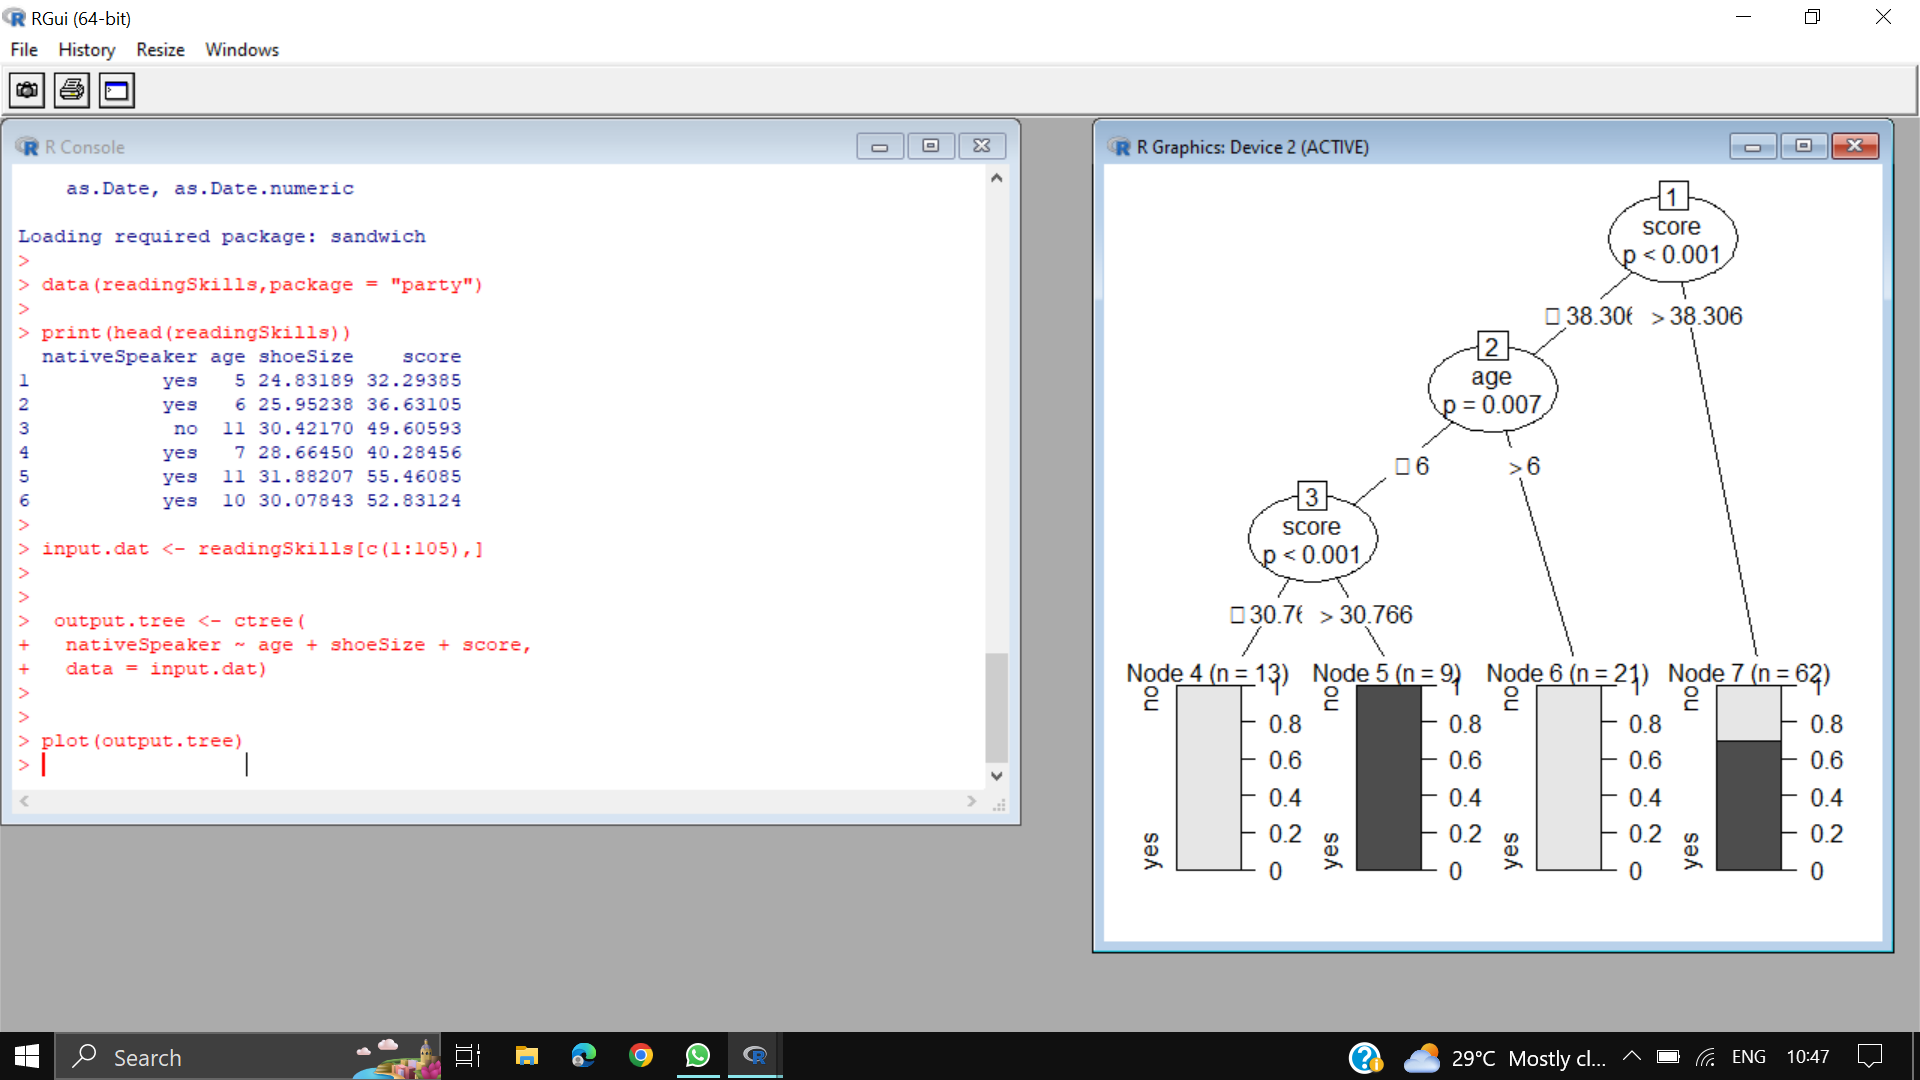 RGui (64-bit)
File History Resize Windows
R Console
as.Date, as.Date.numeric
Loading required package: sandwich
>
> data(readingSkills,package = "party")
>
> print(head(readingSkills))
  nativeSpeaker age shoeSize    score
1           yes   5 24.83189 32.29385
2           yes   6 25.95238 36.63105
3            no  11 30.42170 49.60593
4           yes   7 28.66450 40.28456
5           yes  11 31.88207 55.46085
6           yes  10 30.07843 52.83124
>
> input.dat <- readingSkills[c(1:105),]
>
>
>  output.tree <- ctree(
+   nativeSpeaker ~ age + shoeSize + score,
+   data = input.dat)
>
>
> plot(output.tree)
>
R Graphics: Device 2 (ACTIVE)
1
score
p < 0.001
□ 38.306 > 38.306
2
age
p = 0.007
□ 6 > 6
3
score
p < 0.001
□ 30.76 > 30.766
Node 4 (n = 13) Node 5 (n = 9) Node 6 (n = 21) Node 7 (n = 62)
no yes 1 0.8 0.6 0.4 0.2 0
no yes 1 0.8 0.6 0.4 0.2 0
no yes 1 0.8 0.6 0.4 0.2 0
no yes 1 0.8 0.6 0.4 0.2 0
Search
29°C Mostly cl... ENG 10:47